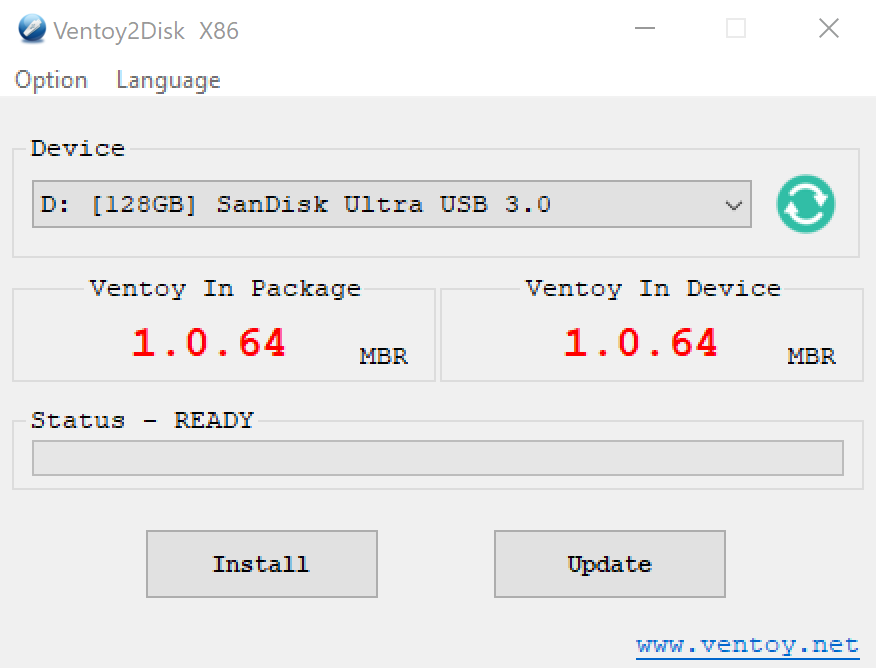 Ventoy2Disk X86
Option Language
Device
D: [128GB] SanDisk Ultra USB 3.0
Ventoy In Package Ventoy In Device
1.0.64 MBR 1.0.64 MBR
Status - READY
Install Update
www.ventoy.net